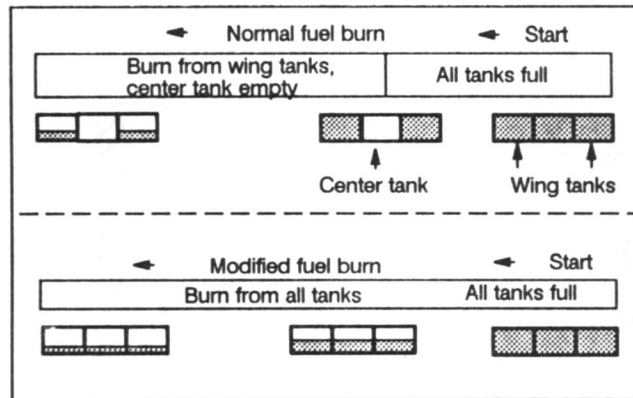 Normal fuel burn Start
Burn from wing tanks, All tanks full
center tank empty
Center tank Wing tanks
Modified fuel burn Start
Burn from all tanks All tanks full